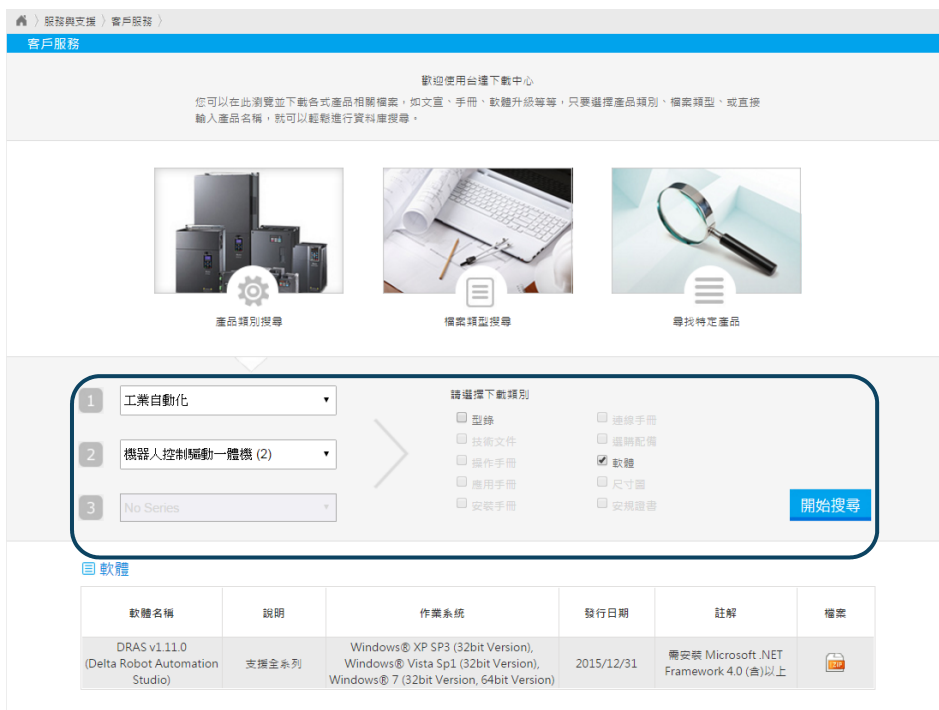 〉服務與支援 〉客戶服務 〉
客戶服務
歡迎使用台達下載中心
您可以在此瀏覽並下載各式產品相關檔案，如文宣、手冊、軟體升級等等，只要選擇產品類別、檔案類型、或直接
輸入產品名稱，就可以輕鬆進行資料庫搜尋。
產品類別搜尋
檔案類型搜尋
尋找特定產品
1 工業自動化
2 機器人控制驅動一體機 (2)
3 No Series
請選擇下載類別
型錄 連線手冊
技術文件 選購配備
操作手冊 軟體
應用手冊 尺寸圖
安裝手冊 安規證書
開始搜尋
軟體
軟體名稱 說明 作業系統 發行日期 註解 檔案
DRAS v1.11.0
(Delta Robot Automation
Studio)
支援全系列
Windows® XP SP3 (32bit Version),
Windows® Vista Sp1 (32bit Version),
Windows® 7 (32bit Version, 64bit Version)
2015/12/31
需安裝 Microsoft .NET
Framework 4.0 (含)以上
ZIP